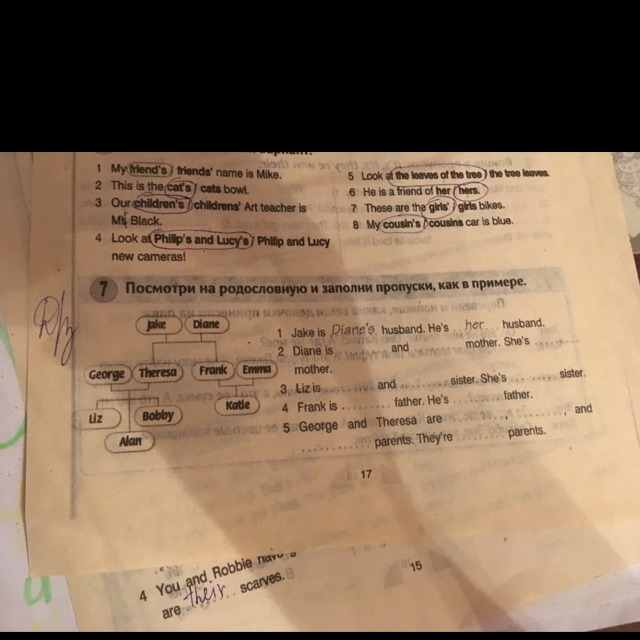 вариант.
1 My friend's / friends' name is Mike.
2 This is the cat's / cats bowl.
3 Our children's / childrens' Art teacher is
Ms Black.
4 Look at Philip's and Lucy's / Philip and Lucy
new cameras!
5 Look at the leaves of the tree / the tree leaves.
6 He is a friend of her / hers.
7 These are the girls' / girls bikes.
8 My cousin's / cousins car is blue.
7 Посмотри на родословную и заполни пропуски, как в примере.
Д/з
Jake Diane
George Theresa Frank Emma
Liz Bobby Katie
Alan
1 Jake is Diane's husband. He's her husband.
2 Diane is and mother. She's
mother.
3 Liz is and sister. She's sister.
4 Frank is father. He's father.
5 George and Theresa are , and
parents. They're parents.
17
15
4 You and Robbie have
are their scarves.